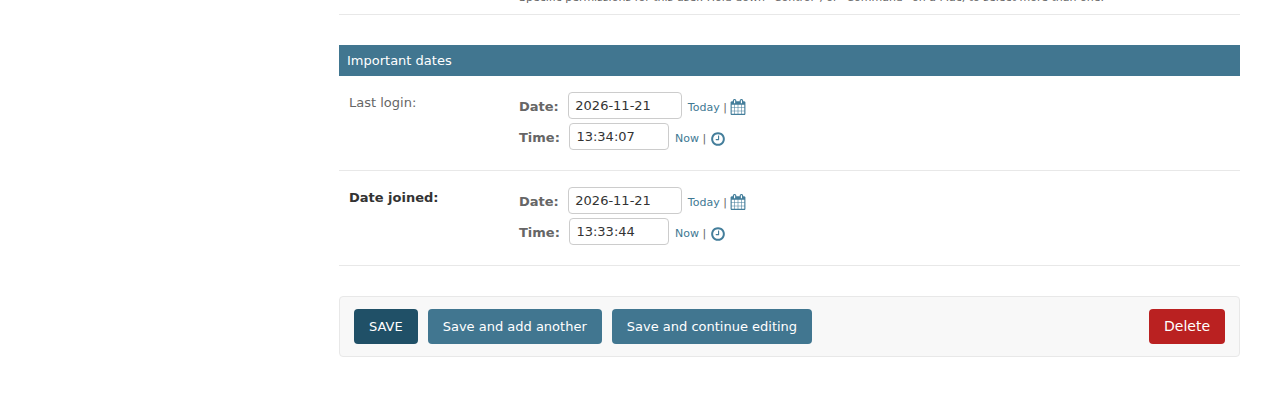 Important dates
Last login:
Date: 2026-11-21 Today |
Time: 13:34:07 Now |
Date joined:
Date: 2026-11-21 Today |
Time: 13:33:44 Now |
SAVE Save and add another Save and continue editing Delete